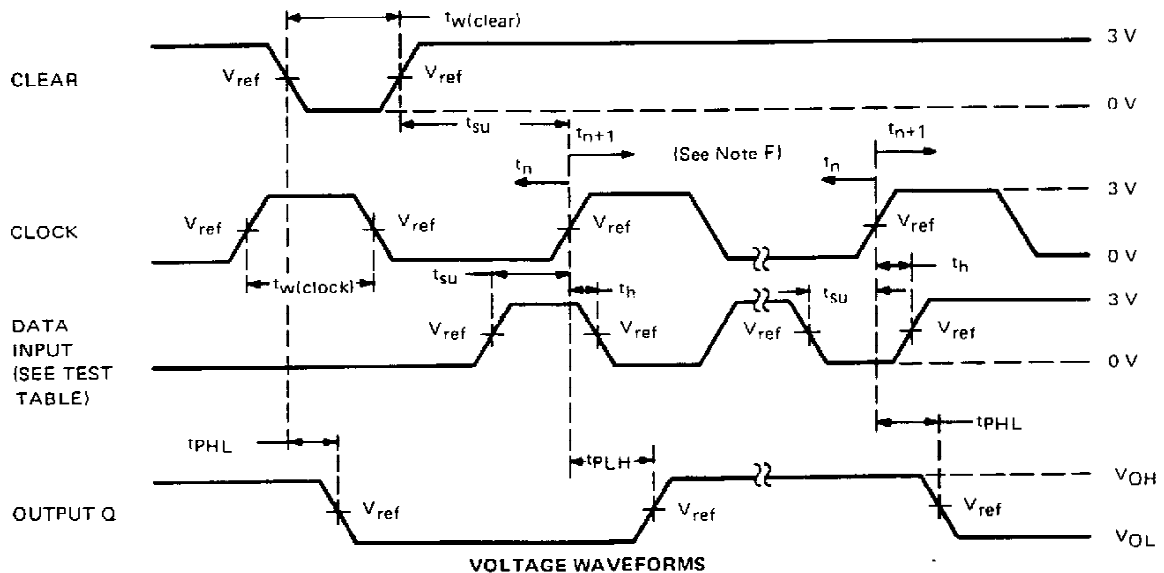 tw(clear)
3 V
CLEAR
Vref
Vref
0 V
tsu
tn+1
(See Note F)
tn+1
tn
tn
3 V
CLOCK
Vref
Vref
Vref
Vref
0 V
tw(clock)
tsu
th
tsu
th
3 V
DATA
INPUT
(SEE TEST
TABLE)
Vref
Vref
Vref
Vref
0 V
tPHL
tPLH
tPHL
VOH
OUTPUT Q
Vref
Vref
Vref
VOL
VOLTAGE WAVEFORMS